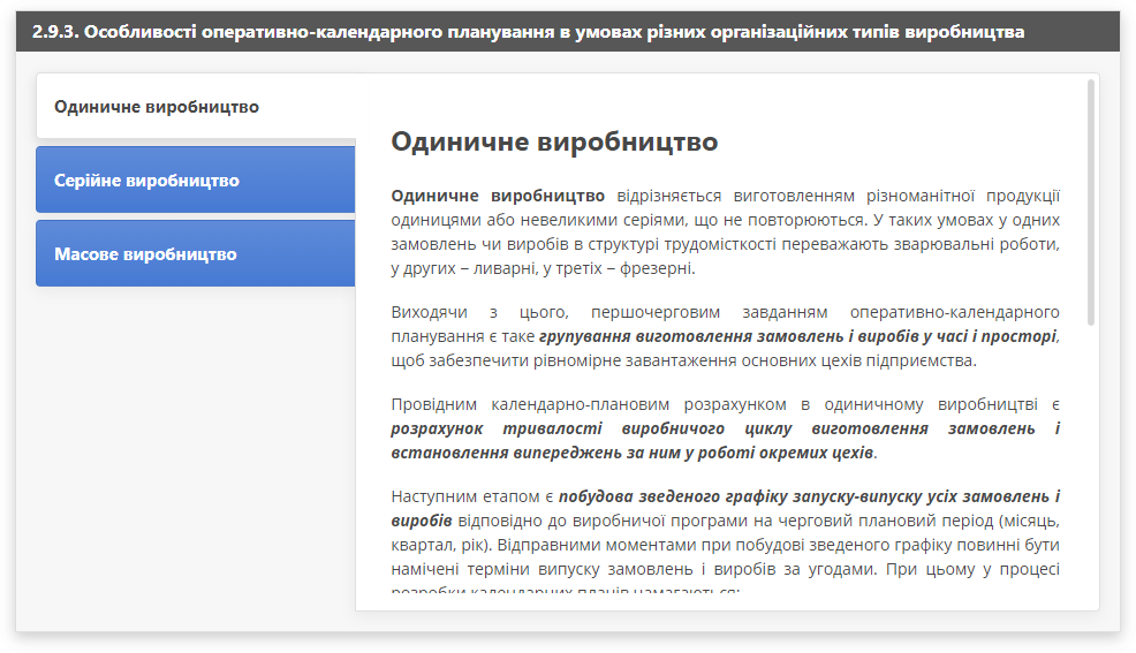 2.9.3. Особливості оперативно-календарного планування в умовах різних організаційних типів виробництва
Одиничне виробництво
Серійне виробництво
Масове виробництво
Одиничне виробництво
Одиничне виробництво відрізняється виготовленням різноманітної продукції
одиницями або невеликими серіями, що не повторюються. У таких умовах у одних
замовлень чи виробів в структурі трудомісткості переважають зварювальні роботи,
у других – ливарні, у третіх – фрезерні.
Виходячи з цього, першочерговим завданням оперативно-календарного
планування є таке групування виготовлення замовлень і виробів у часі і просторі,
щоб забезпечити рівномірне завантаження основних цехів підприємства.
Провідним календарно-плановим розрахунком в одиничному виробництві є
розрахунок тривалості виробничого циклу виготовлення замовлень і
встановлення випереджень за ним у роботі окремих цехів.
Наступним етапом є побудова зведеного графіку запуску-випуску усіх замовлень і
виробів відповідно до виробничої програми на черговий плановий період (місяць,
квартал, рік). Відправними моментами при побудові зведеного графіку повинні бути
намічені терміни випуску замовлень і виробів за угодами. При цьому у процесі
розробки календарних планів намагаються: